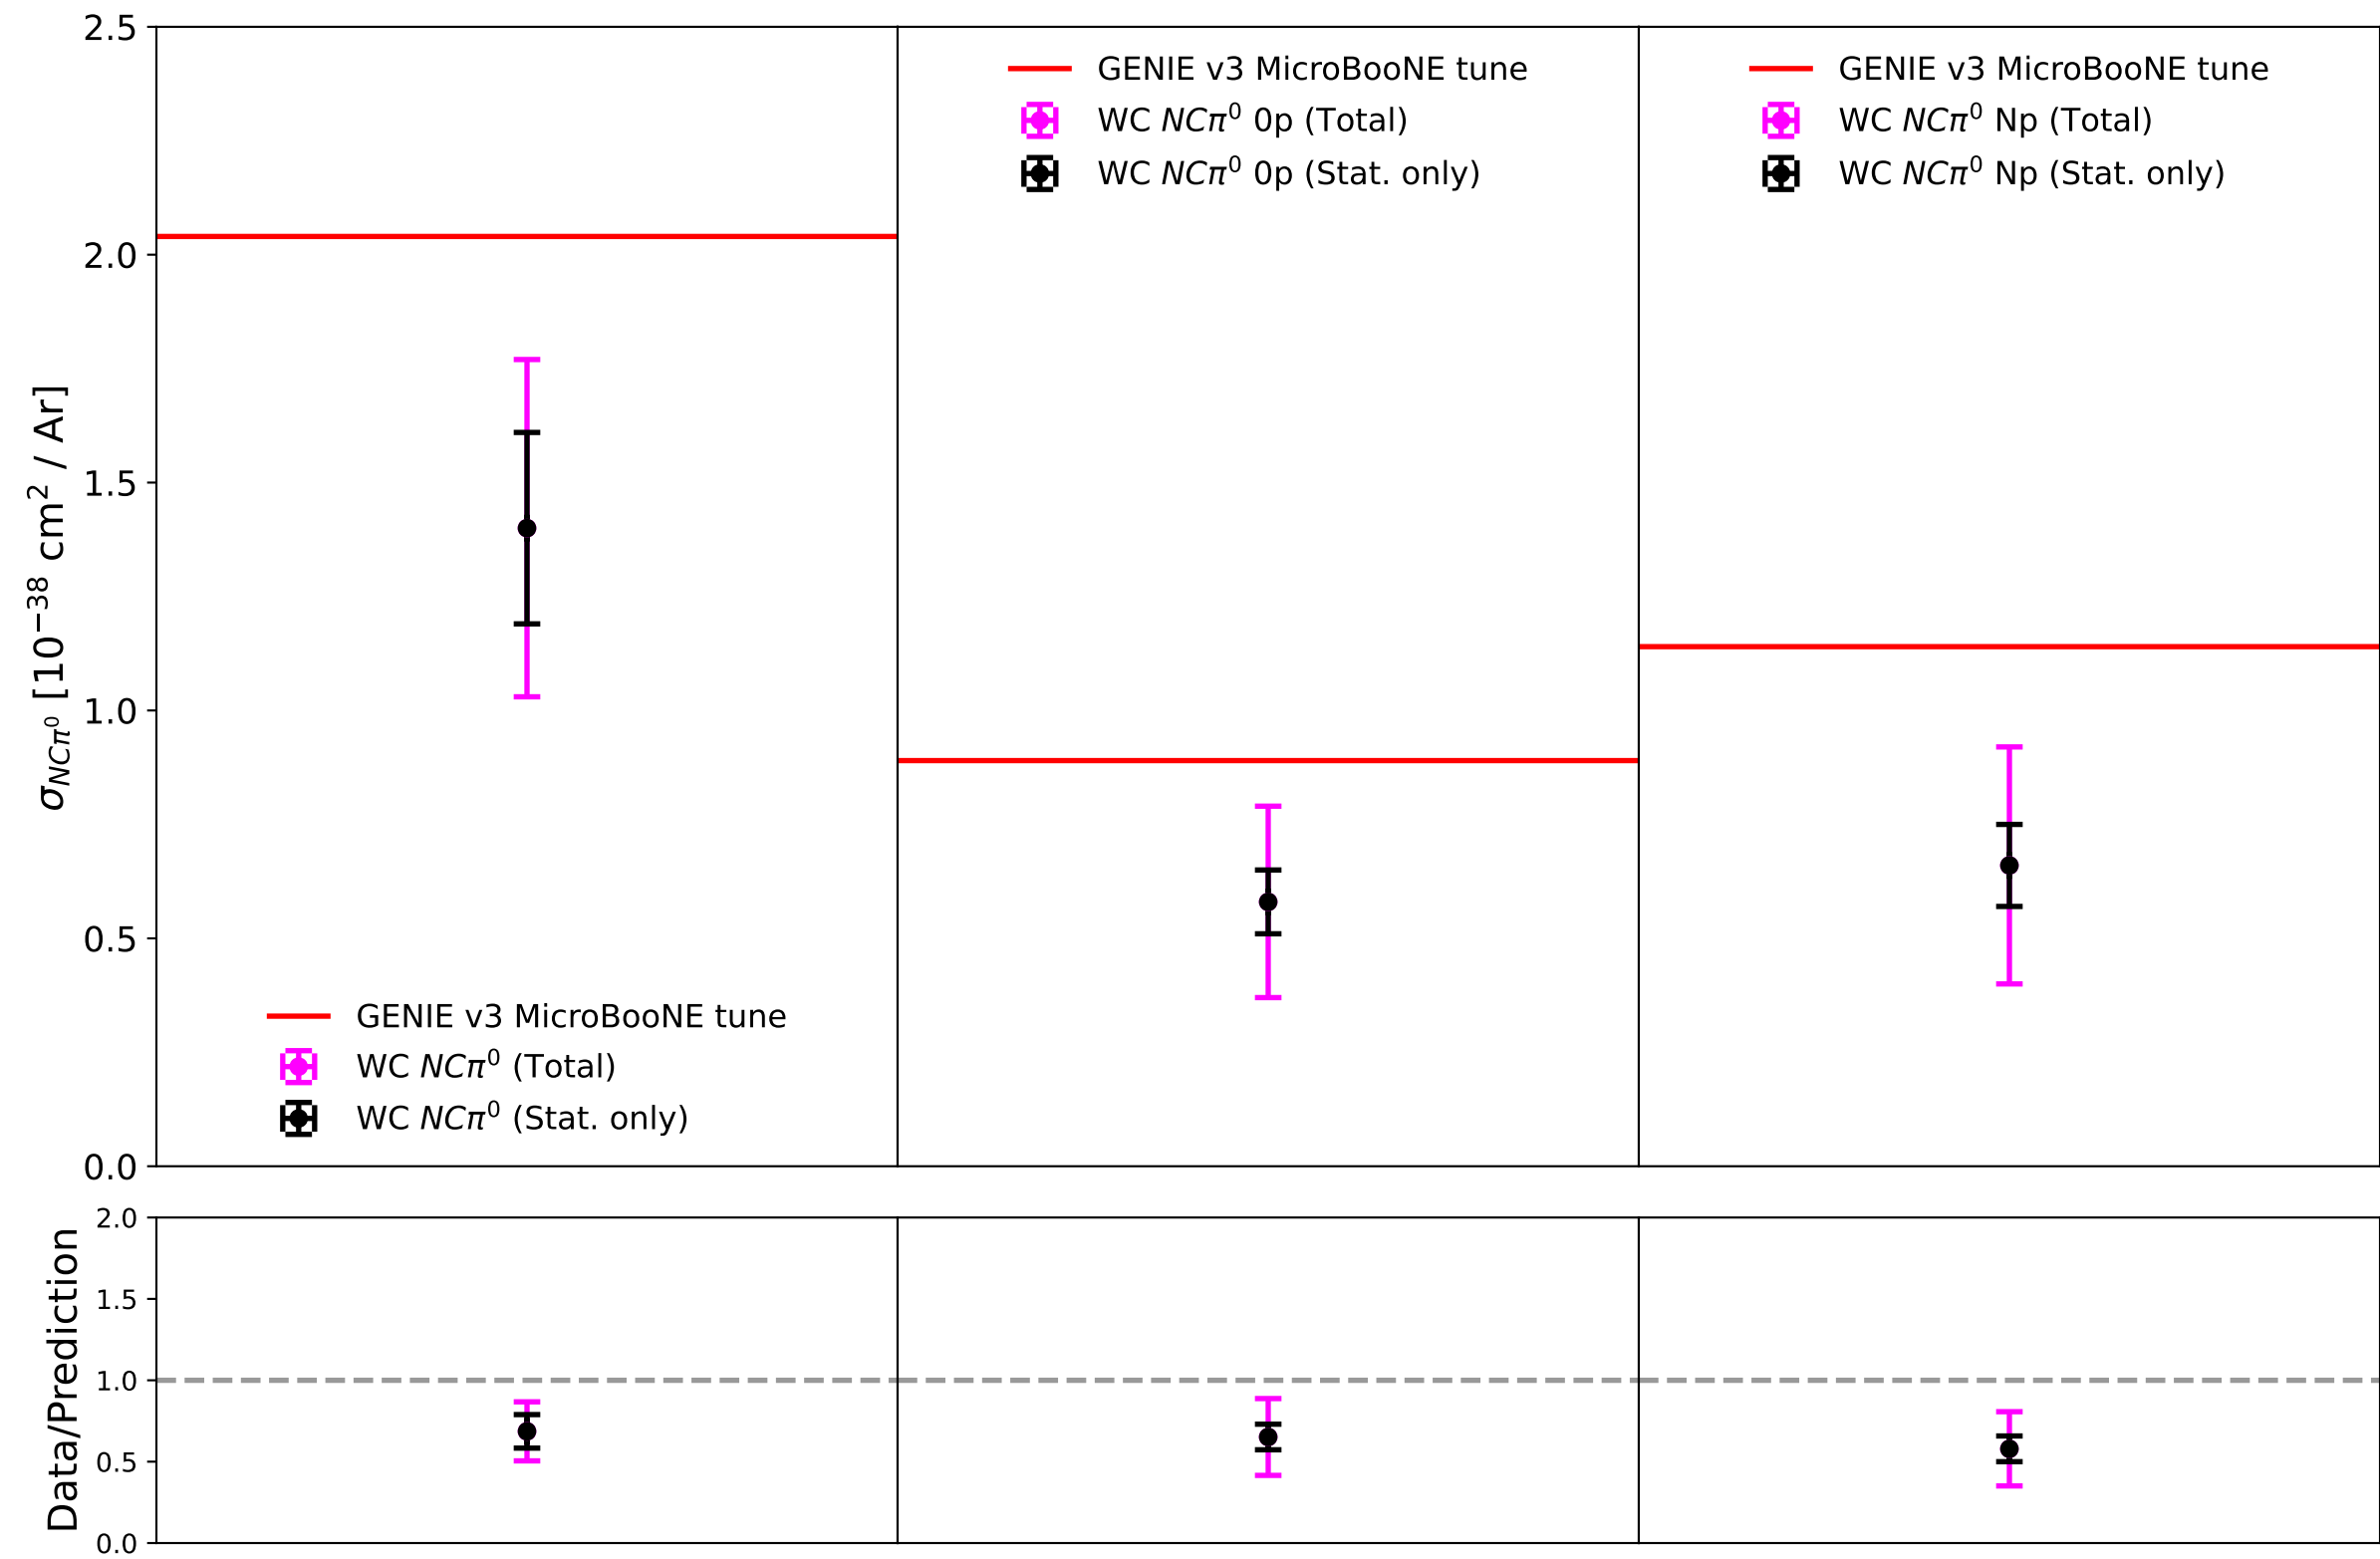 2.5
2.0
1.5
1.0
0.5
0.0
σ_{NCπ⁰} [10⁻³⁸ cm² / Ar]
GENIE v3 MicroBooNE tune
WC NCπ⁰ (Total)
WC NCπ⁰ (Stat. only)
GENIE v3 MicroBooNE tune
WC NCπ⁰ 0p (Total)
WC NCπ⁰ 0p (Stat. only)
GENIE v3 MicroBooNE tune
WC NCπ⁰ Np (Total)
WC NCπ⁰ Np (Stat. only)
2.0
1.5
1.0
0.5
0.0
Data/Prediction